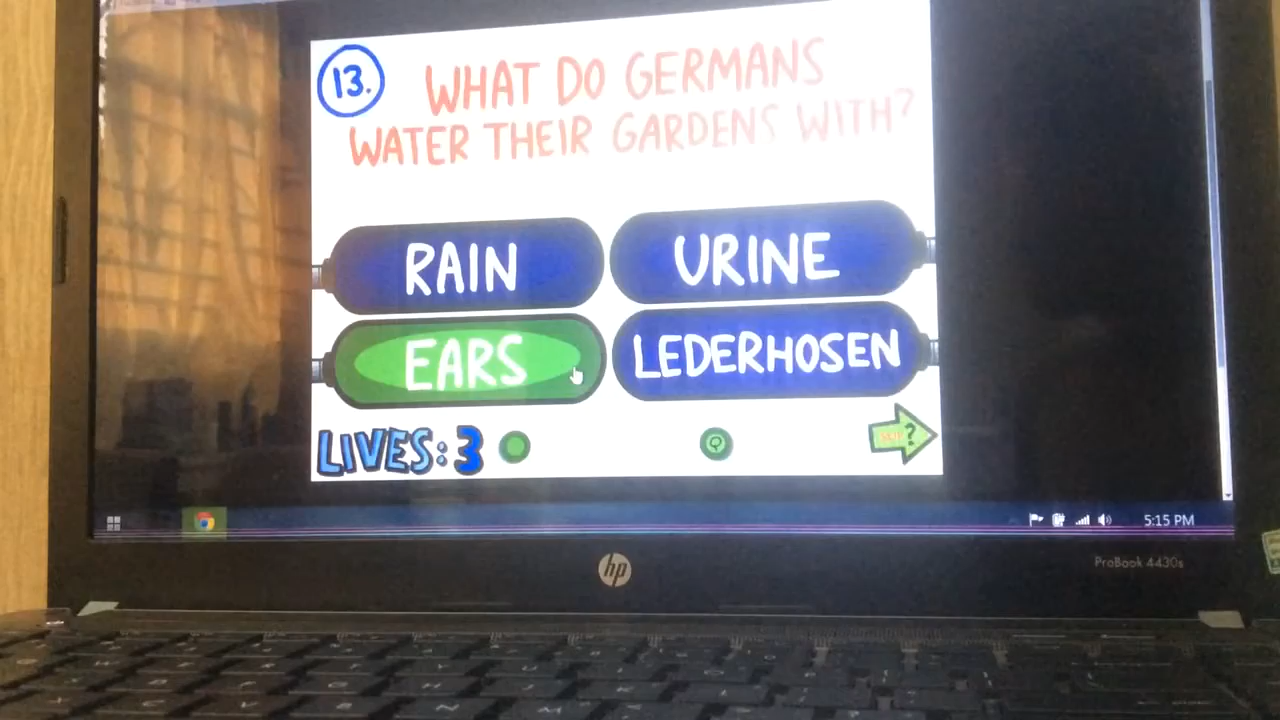 13.
WHAT DO GERMANS
WATER THEIR GARDENS WITH?
RAIN
URINE
EARS
LEDERHOSEN
LIVES: 3
SKIP?
5:15 PM
hp
ProBook 4430s